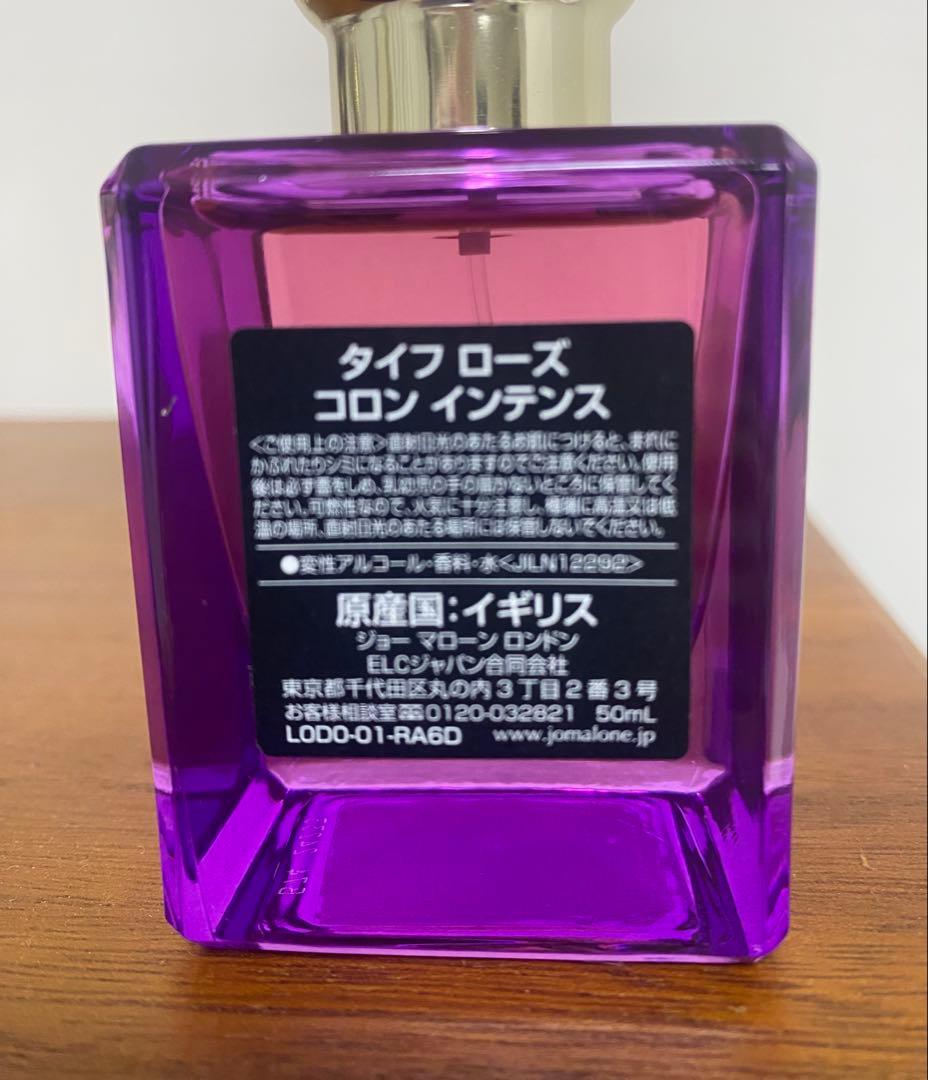 タイフ ローズ
コロン インテンス
<ご使用上の注意>直射日光のあたるお肌につけると、まれに
かぶれたりシミになることがありますのでご注意ください。使用
後は必ず蓋をしめ、乳幼児の手の届かないところに保管してく
ださい。可燃性なので、火気に十分注意し、極端に高温又は低
温の場所、直射日光のあたる場所には保管しないでください。
●変性アルコール・香料・水<JILN12292>
原産国:イギリス
ジョー マローン ロンドン
ELCジャパン合同会社
東京都千代田区丸の内3丁目2番3号
お客様相談室 0120-032821 50mL
L0D0-01-RA6D www.jomalone.jp